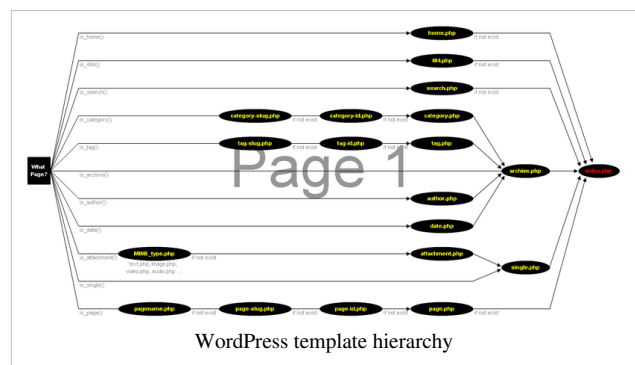 is_home() home.php if not exist
is_404() 404.php if not exist
is_search() search.php if not exist
is_category() category-slug.php if not exist category-id.php if not exist category.php
is_tag() tag-slug.php if not exist tag-id.php if not exist tag.php
Page 1
What Page?
is_archive() archive.php if not exist index.php
is_author() author.php
is_date() date.php
is_attachment() MIME_type.php if not exist attachment.php
text.php, image.php,
video.php, audio.php ...
single.php
is_single()
is_page() pagename.php if not exist page-slug.php if not exist page-id.php if not exist page.php if not exist
WordPress template hierarchy